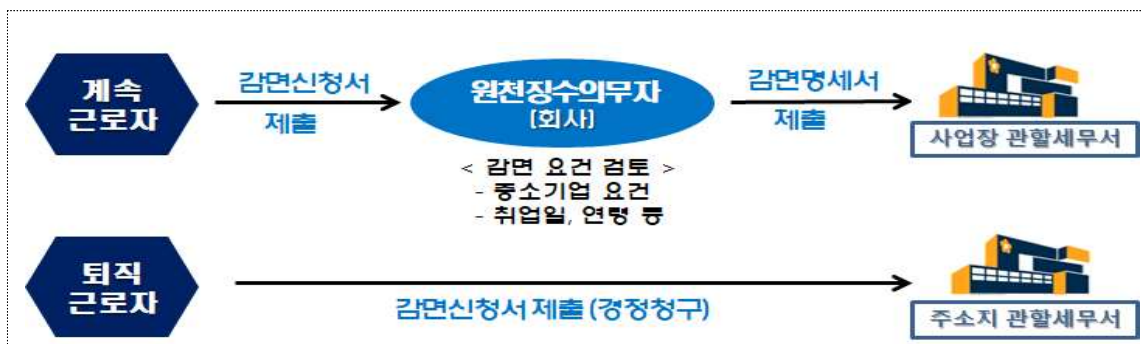 계속
근로자
감면신청서
제출
원천징수의무자
[회사]
감면명세서
제출
사업장 관할세무서
< 감면 요건 검토 >
- 중소기업 요건
- 취업일, 연령 등
퇴직
근로자
감면신청서 제출 (경정청구)
주소지 관할세무서